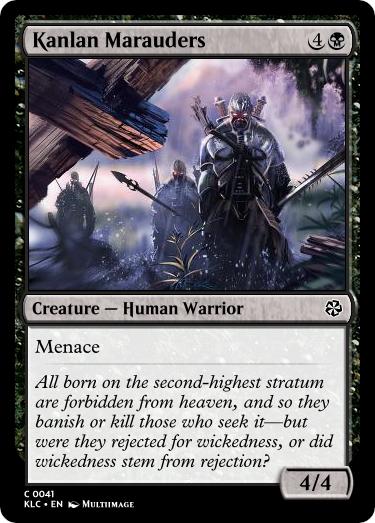 Kanlan Marauders 4
Creature — Human Warrior
Menace
All born on the second-highest stratum
are forbidden from heaven, and so they
banish or kill those who seek it—but
were they rejected for wickedness, or did
wickedness stem from rejection?
4/4
C 0041
KLC • EN Multimage